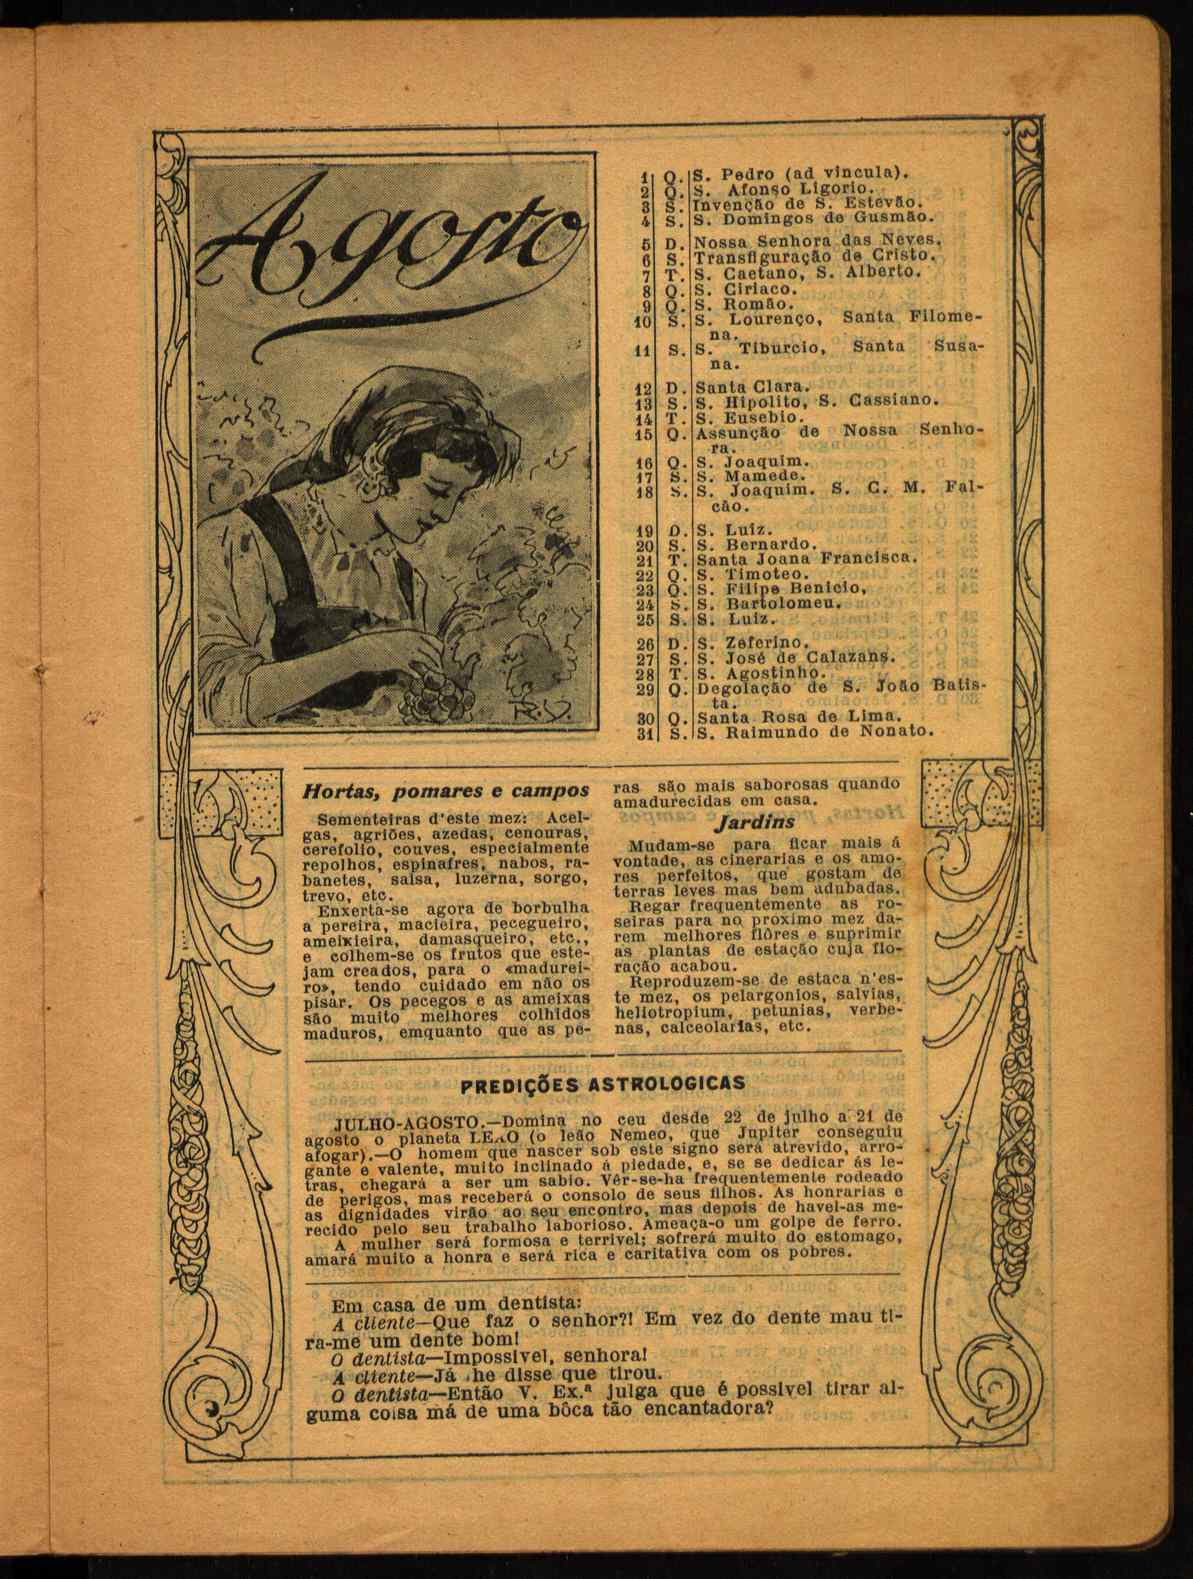 Agosto
1 Q. S. Pedro (ad vincula).
2 Q. S. Afonso Ligorio.
3 S. Invenção de S. Estevão.
4 S. S. Domingos de Gusmão.
5 D. Nossa Senhora das Neves.
6 S. Transfiguração de Cristo.
7 T. S. Caetano, S. Alberto.
8 Q. S. Ciriaco.
9 Q. S. Romão.
10 S. S. Lourenço, Santa Filome-
na.
11 S. S. Tiburcio, Santa Susa-
na.
12 D. Santa Clara.
13 S. S. Hipolito, S. Cassiano.
14 T. S. Eusebio.
15 Q. Assunção de Nossa Senho-
ra.
16 Q. S. Joaquim.
17 S. S. Mamede.
18 S. S. Joaquim. S. C. M. Fal-
cão.
19 D. S. Luiz.
20 S. S. Bernardo.
21 T. Santa Joana Francisca.
22 Q. S. Timoteo.
23 Q. S. Filipe Benicio,
24 S. S. Bartolomeu.
25 S. S. Luiz.
26 D. S. Zeferino.
27 S. S. José de Calazans.
28 T. S. Agostinho.
29 Q. Degolação de S. João Batis-
ta.
30 Q. Santa Rosa de Lima.
31 S. S. Raimundo de Nonato.
R. V.
Hortas, pomares e campos
Sementeiras d'este mez: Acel-
gas, agriões, azedas, cenouras,
cerefolio, couves, especialmente
repolhos, espinafres, nabos, ra-
banetes, salsa, luzerna, sorgo,
trevo, etc.
Enxerta-se agora de borbulha
a pereira, macieira, pecegueiro,
ameixieira, damasqueiro, etc.,
e colhem-se os frutos que este-
jam creados, para o «madurei-
ro», tendo cuidado em não os
pisar. Os pecegos e as ameixas
são muito melhores colhidos
maduros, emquanto que as pe-
ras são mais saborosas quando
amadurecidas em casa.
Jardins
Mudam-se para ficar mais á
vontade, as cinerarias e os amo-
res perfeitos, que gostam de
terras leves mas bem adubadas.
Regar frequentemente as ro-
seiras para no proximo mez da-
rem melhores flôres e suprimir
as plantas de estação cuja flo-
ração acabou.
Reproduzem-se de estaca n'es-
te mez, os pelargonios, salvias,
heliotropium, petunias, verbe-
nas, calceolarias, etc.
PREDIÇÕES ASTROLOGICAS
JULHO-AGOSTO.—Domina no ceu desde 22 de julho a 21 de
agosto o planeta LEÃO (o leão Nemeo, que Jupiter conseguiu
afogar).—O homem que nascer sob este signo será atrevido, arro-
gante e valente, muito inclinado á piedade, e, se se dedicar ás le-
tras, chegará a ser um sabio. Vêr-se-ha frequentemente rodeado
de perigos, mas receberá o consolo de seus filhos. As honrarias e
as dignidades virão ao seu encontro, mas depois de havel-as me-
recido pelo seu trabalho laborioso. Ameaça-o um golpe de ferro.
A mulher será formosa e terrivel; sofrerá muito do estomago,
amará muito a honra e será rica e caritativa com os pobres.
Em casa de um dentista:
A cliente—Que faz o senhor?! Em vez do dente mau ti-
ra-me um dente bom!
O dentista—Impossivel, senhora!
A cliente—Já lhe disse que tirou.
O dentista—Então V. Ex.ª julga que é possivel tirar al-
guma coisa má de uma bôca tão encantadora?